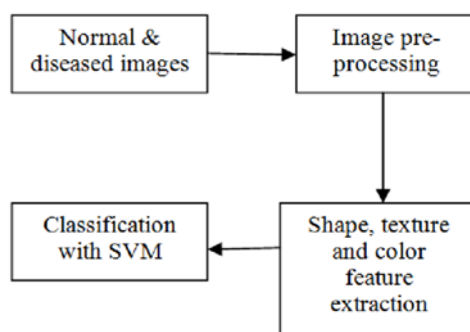 Normal &
diseased images
Image pre-
processing
Shape, texture
and color
feature
extraction
Classification
with SVM